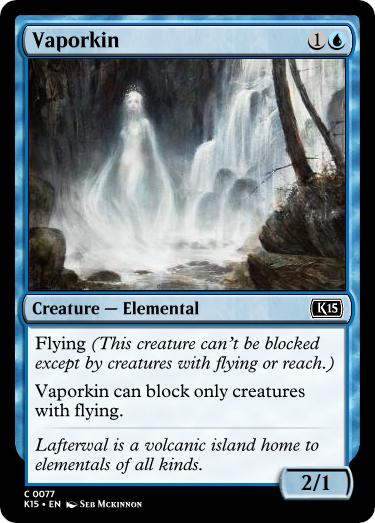 Vaporkin 1
Creature — Elemental K15
Flying (This creature can't be blocked
except by creatures with flying or reach.)
Vaporkin can block only creatures
with flying.
Lafterwal is a volcanic island home to
elementals of all kinds.
2/1
C 0077
K15 • EN Seb Mckinnon